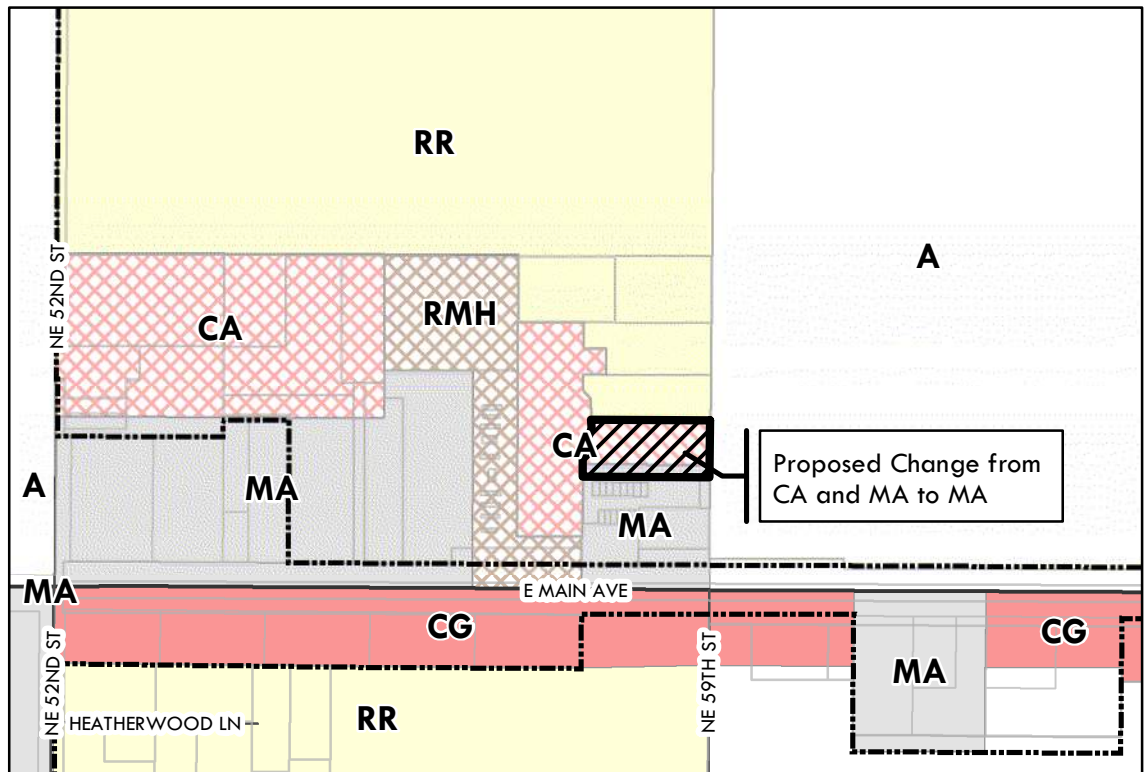 RR
A
NE 52ND ST
CA
RMH
CA
Proposed Change from
CA and MA to MA
A
MA
MA
MA
E MAIN AVE
CG
CG
NE 52ND ST
NE 59TH ST
MA
HEATHERWOOD LN
RR